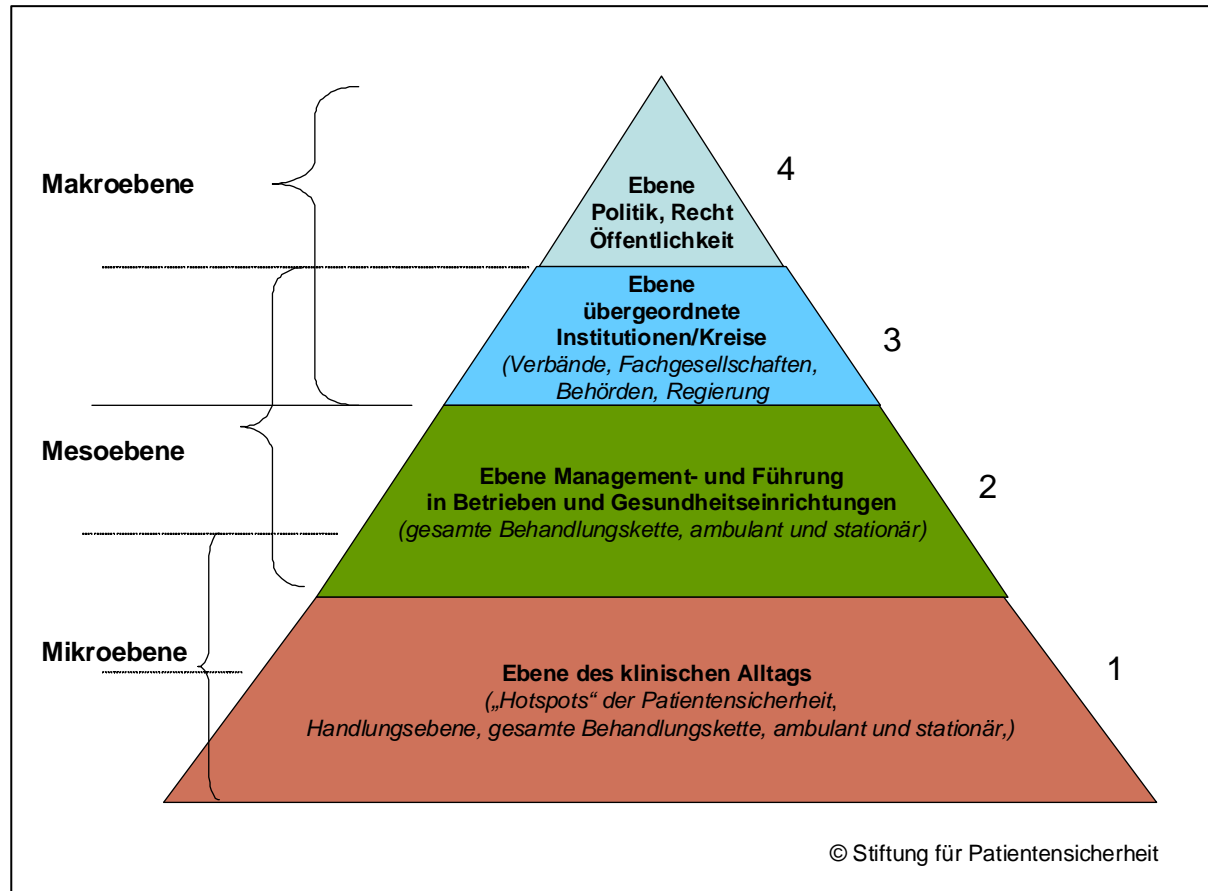 Makroebene
Mesoebene
Mikroebene
Ebene
Politik, Recht
Öffentlichkeit
4
Ebene
übergeordnete
Institutionen/Kreise
(Verbände, Fachgesellschaften,
Behörden, Regierung
3
Ebene Management- und Führung
in Betrieben und Gesundheitseinrichtungen
(gesamte Behandlungskette, ambulant und stationär)
2
Ebene des klinischen Alltags
(„Hotspots“ der Patientensicherheit,
Handlungsebene, gesamte Behandlungskette, ambulant und stationär,)
1
© Stiftung für Patientensicherheit